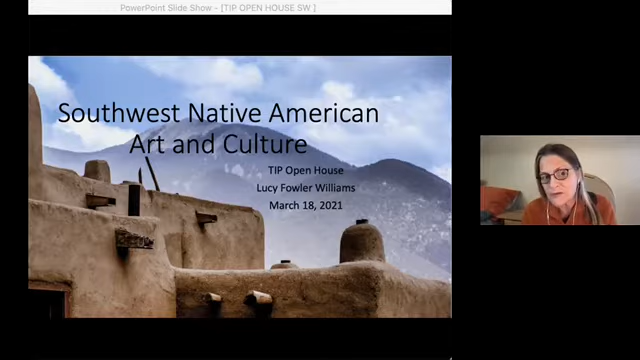 PowerPoint Slide Show - [TIP OPEN HOUSE SW ]
Southwest Native American
Art and Culture
TIP Open House
Lucy Fowler Williams
March 18, 2021